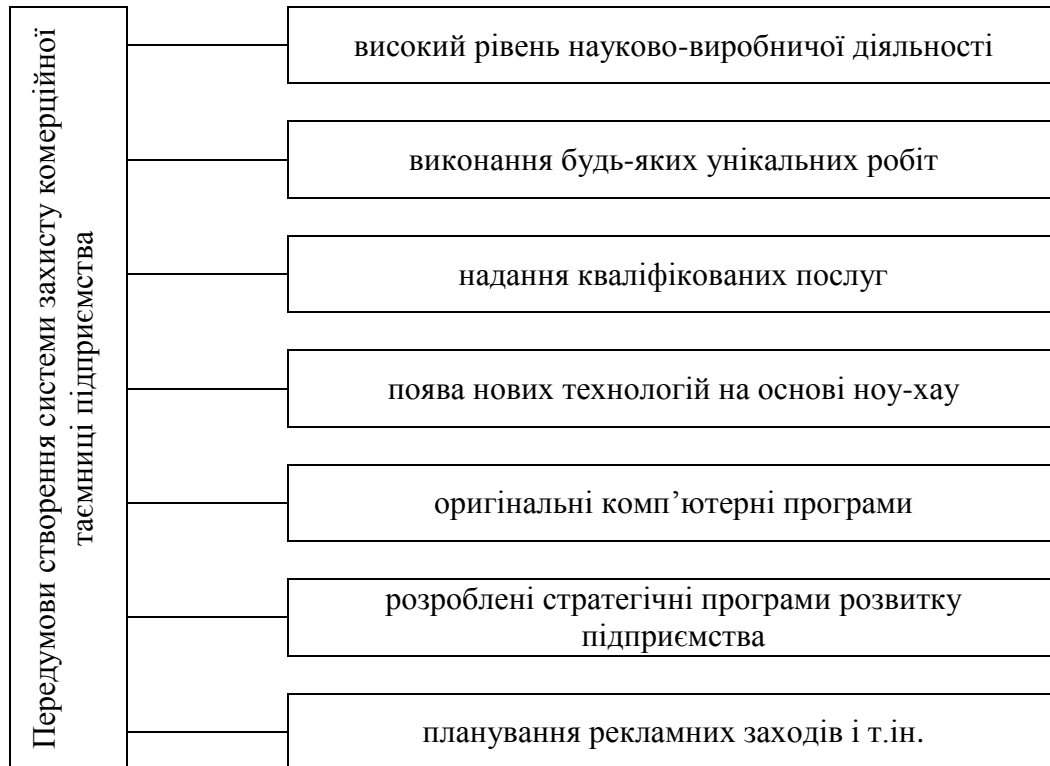 Передумови створення системи захисту комерційної
таємниці підприємства
високий рівень науково-виробничої діяльності
виконання будь-яких унікальних робіт
надання кваліфікованих послуг
поява нових технологій на основі ноу-хау
оригінальні комп’ютерні програми
розроблені стратегічні програми розвитку
підприємства
планування рекламних заходів і т.ін.